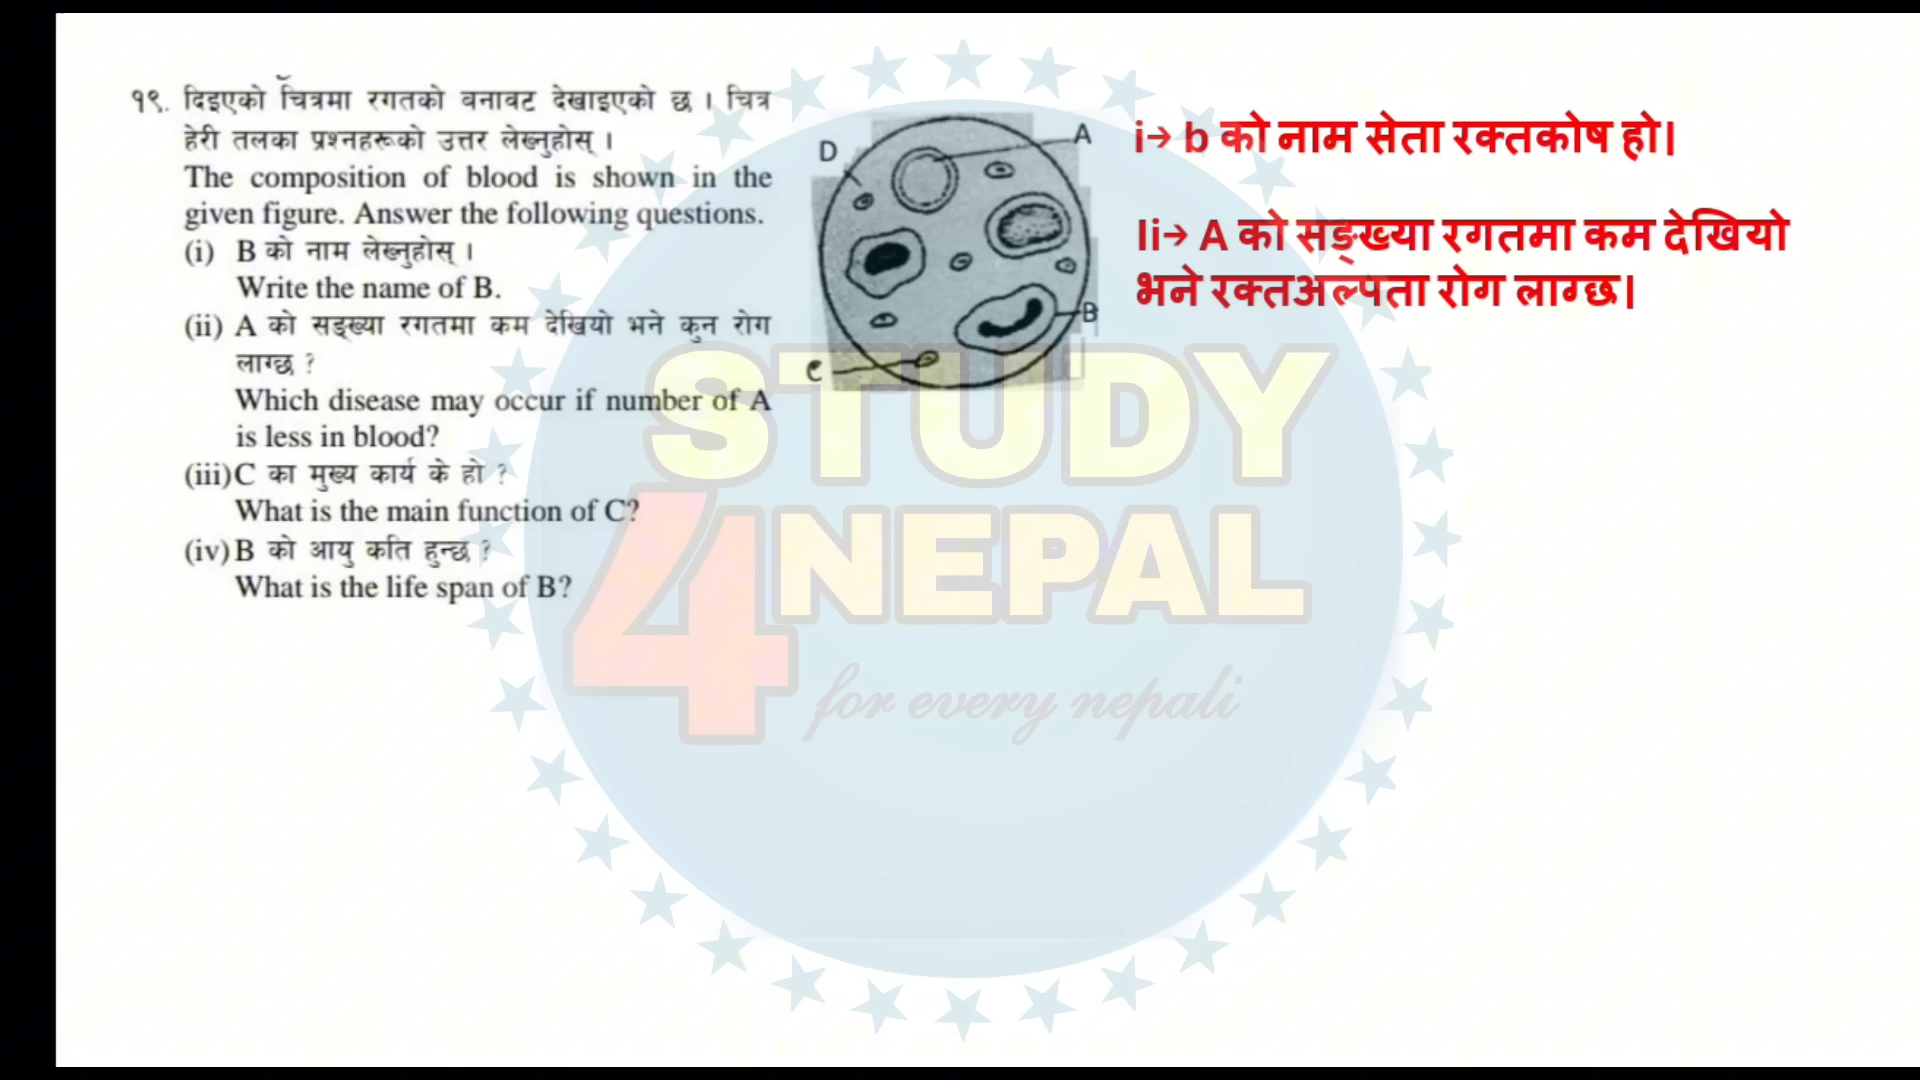 १९. दिइएको चित्रमा रगतको बनावट देखाइएको छ । चित्र
हेरी तलका प्रश्नहरूको उत्तर लेख्नुहोस् ।
The composition of blood is shown in the
given figure. Answer the following questions.
(i) B को नाम लेख्नुहोस् ।
Write the name of B.
(ii) A को सङ्ख्या रगतमा कम देखियो भने कुन रोग
लाग्छ ?
Which disease may occur if number of A
is less in blood?
(iii) C का मुख्य कार्य के हो ?
What is the main function of C?
(iv) B को आयु कति हुन्छ ?
What is the life span of B?
D
A
B
C
i→ b को नाम सेता रक्तकोष हो।
Ii→ A को सङ्ख्या रगतमा कम देखियो
भने रक्तअल्पता रोग लाग्छ।
STUDY
4 NEPAL
for every nepali